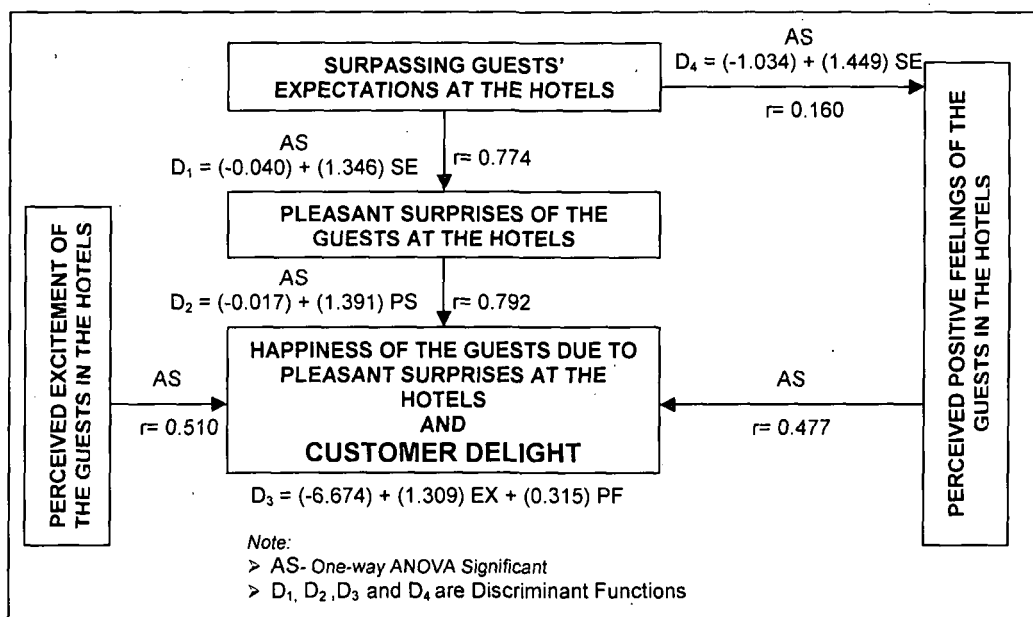 SURPASSING GUESTS'
EXPECTATIONS AT THE HOTELS
AS
D₄ = (-1.034) + (1.449) SE
r= 0.160
AS
D₁ = (-0.040) + (1.346) SE
r= 0.774
PLEASANT SURPRISES OF THE
GUESTS AT THE HOTELS
AS
D₂ = (-0.017) + (1.391) PS
r= 0.792
PERCEIVED EXCITEMENT OF
THE GUESTS IN THE HOTELS
AS
r= 0.510
HAPPINESS OF THE GUESTS DUE TO
PLEASANT SURPRISES AT THE
HOTELS
AND
CUSTOMER DELIGHT
AS
r= 0.477
PERCEIVED POSITIVE FEELINGS OF THE
GUESTS IN THE HOTELS
D₃ = (-6.674) + (1.309) EX + (0.315) PF
Note:
➢ AS- One-way ANOVA Significant
➢ D₁, D₂ ,D₃ and D₄ are Discriminant Functions